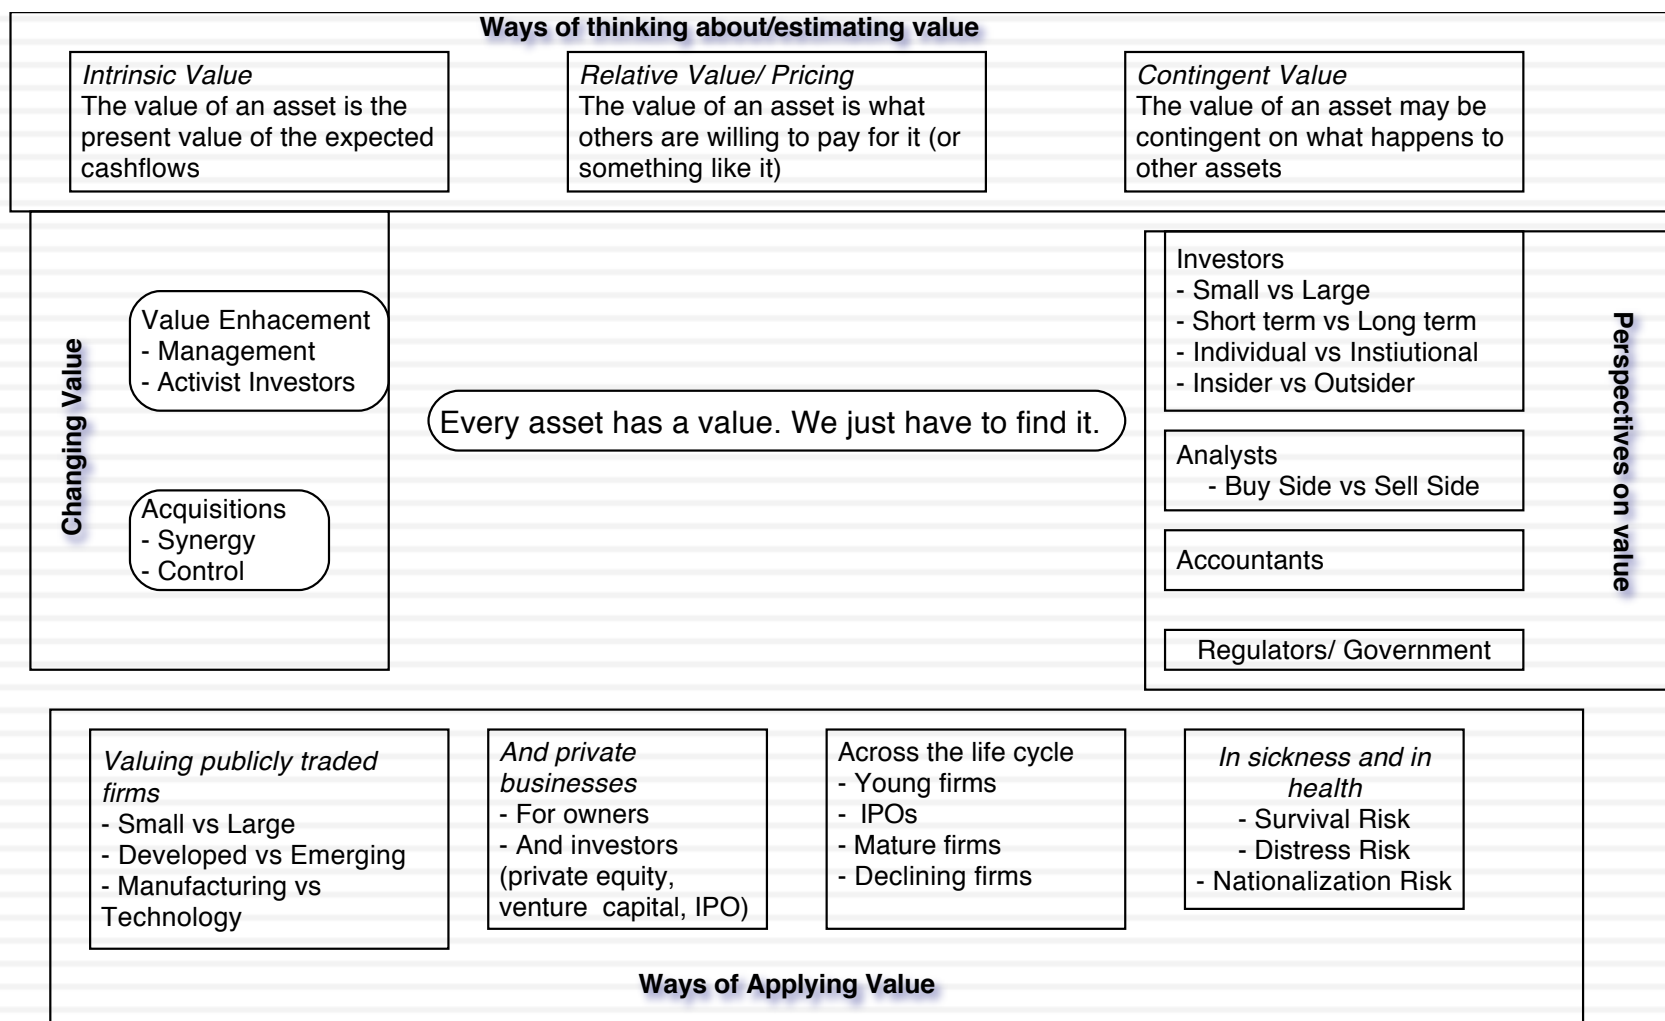 Ways of thinking about/estimating value
Intrinsic Value
The value of an asset is the
present value of the expected
cashflows
Relative Value/ Pricing
The value of an asset is what
others are willing to pay for it (or
something like it)
Contingent Value
The value of an asset may be
contingent on what happens to
other assets
Changing Value
Value Enhacement
- Management
- Activist Investors
Acquisitions
- Synergy
- Control
Every asset has a value. We just have to find it.
Investors
- Small vs Large
- Short term vs Long term
- Individual vs Instiutional
- Insider vs Outsider
Analysts
- Buy Side vs Sell Side
Accountants
Regulators/ Government
Perspectives on value
Valuing publicly traded
firms
- Small vs Large
- Developed vs Emerging
- Manufacturing vs
Technology
And private
businesses
- For owners
- And investors
(private equity,
venture capital, IPO)
Across the life cycle
- Young firms
- IPOs
- Mature firms
- Declining firms
In sickness and in
health
- Survival Risk
- Distress Risk
- Nationalization Risk
Ways of Applying Value